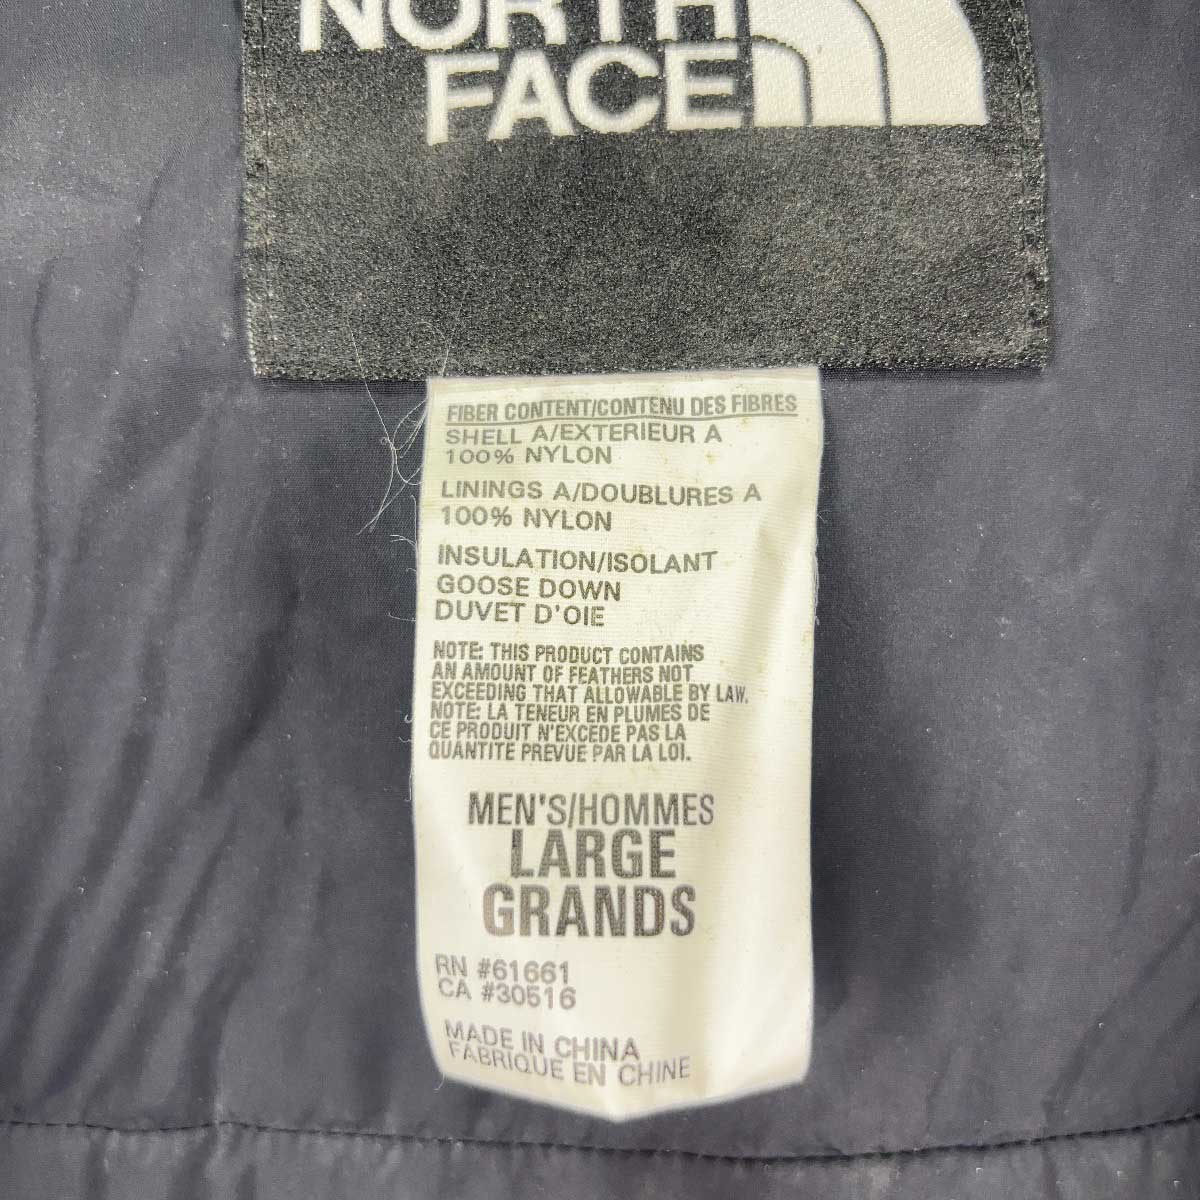 NORTH
FACE
FIBER CONTENT/CONTENU DES FIBRES
SHELL A/EXTERIEUR A
100% NYLON
LININGS A/DOUBLURES A
100% NYLON
INSULATION/ISOLANT
GOOSE DOWN
DUVET D'OIE
NOTE: THIS PRODUCT CONTAINS
AN AMOUNT OF FEATHERS NOT
EXCEEDING THAT ALLOWABLE BY LAW.
NOTE: LA TENEUR EN PLUMES DE
CE PRODUIT N'EXCEDE PAS LA
QUANTITE PREVUE PAR LA LOI.
MEN'S/HOMMES
LARGE
GRANDS
RN #61661
CA #30516
MADE IN CHINA
FABRIQUE EN CHINE